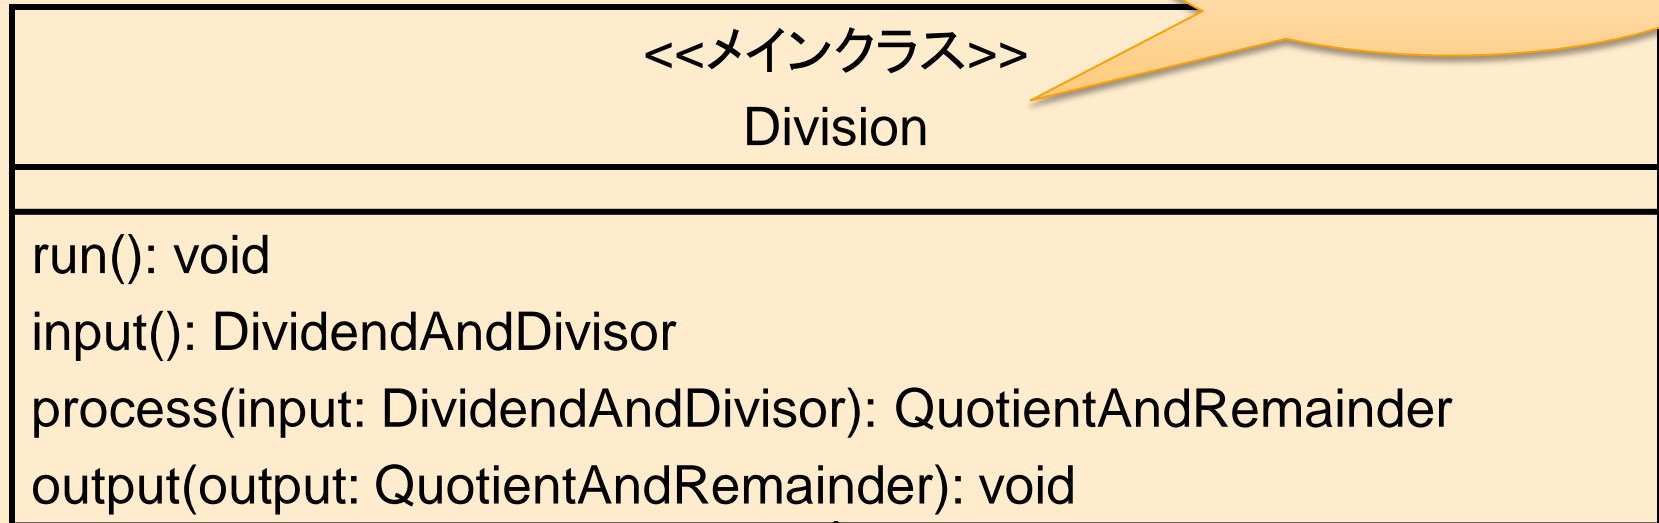 <<メインクラス>>
Division
run(): void
input(): DividendAndDivisor
process(input: DividendAndDivisor): QuotientAndRemainder
output(output: QuotientAndRemainder): void